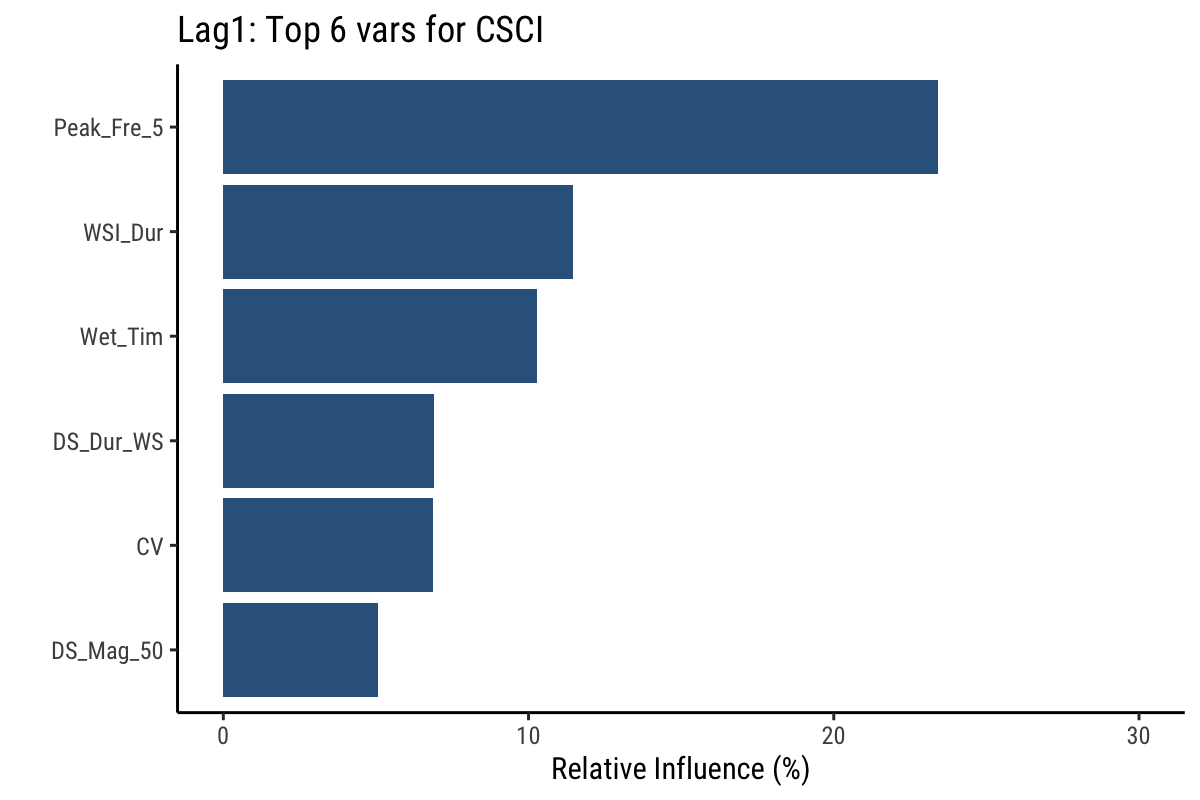 Lag1: Top 6 vars for CSCI
Peak_Fre_5
WSI_Dur
Wet_Tim
DS_Dur_WS
CV
DS_Mag_50
0 10 20 30
Relative Influence (%)